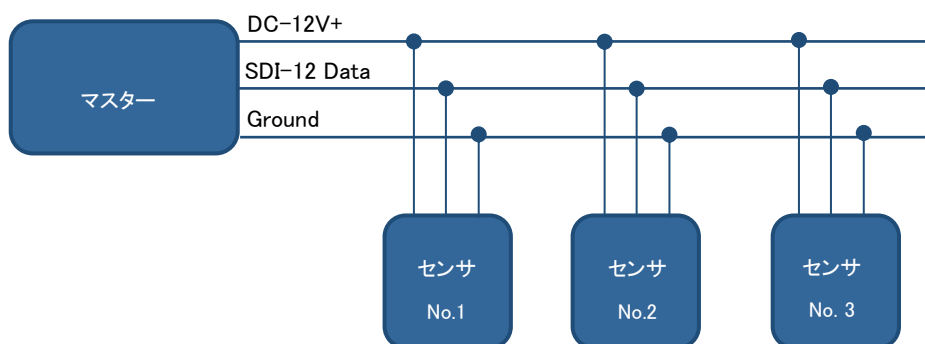 DC-12V+
SDI-12 Data
マスター
Ground
センサ
No.1
センサ
No.2
センサ
No. 3